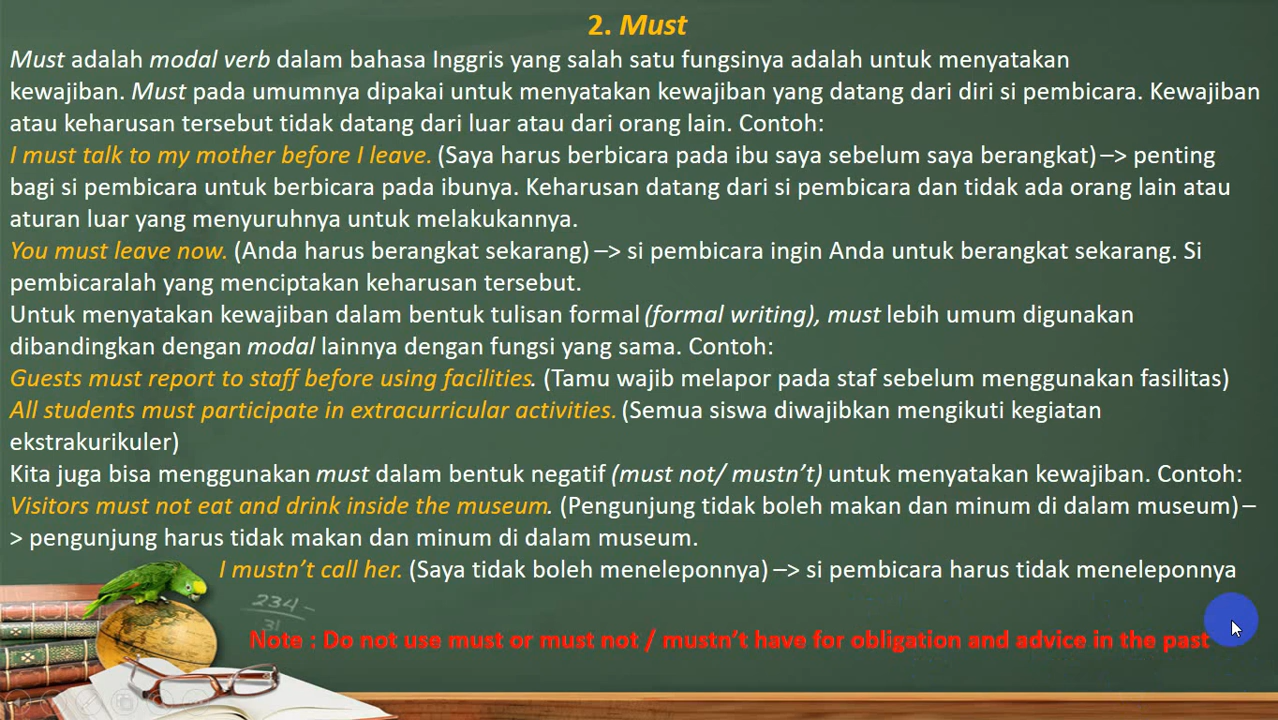 2. Must
Must adalah modal verb dalam bahasa Inggris yang salah satu fungsinya adalah untuk menyatakan
kewajiban. Must pada umumnya dipakai untuk menyatakan kewajiban yang datang dari diri si pembicara. Kewajiban
atau keharusan tersebut tidak datang dari luar atau dari orang lain. Contoh:
I must talk to my mother before I leave. (Saya harus berbicara pada ibu saya sebelum saya berangkat) –> penting
bagi si pembicara untuk berbicara pada ibunya. Keharusan datang dari si pembicara dan tidak ada orang lain atau
aturan luar yang menyuruhnya untuk melakukannya.
You must leave now. (Anda harus berangkat sekarang) –> si pembicara ingin Anda untuk berangkat sekarang. Si
pembicaralah yang menciptakan keharusan tersebut.
Untuk menyatakan kewajiban dalam bentuk tulisan formal (formal writing), must lebih umum digunakan
dibandingkan dengan modal lainnya dengan fungsi yang sama. Contoh:
Guests must report to staff before using facilities. (Tamu wajib melapor pada staf sebelum menggunakan fasilitas)
All students must participate in extracurricular activities. (Semua siswa diwajibkan mengikuti kegiatan
ekstrakurikuler)
Kita juga bisa menggunakan must dalam bentuk negatif (must not/ mustn’t) untuk menyatakan kewajiban. Contoh:
Visitors must not eat and drink inside the museum. (Pengunjung tidak boleh makan dan minum di dalam museum) –
> pengunjung harus tidak makan dan minum di dalam museum.
I mustn’t call her. (Saya tidak boleh meneleponnya) –> si pembicara harus tidak meneleponnya
234 –
Note : Do not use must or must not / mustn’t have for obligation and advice in the past